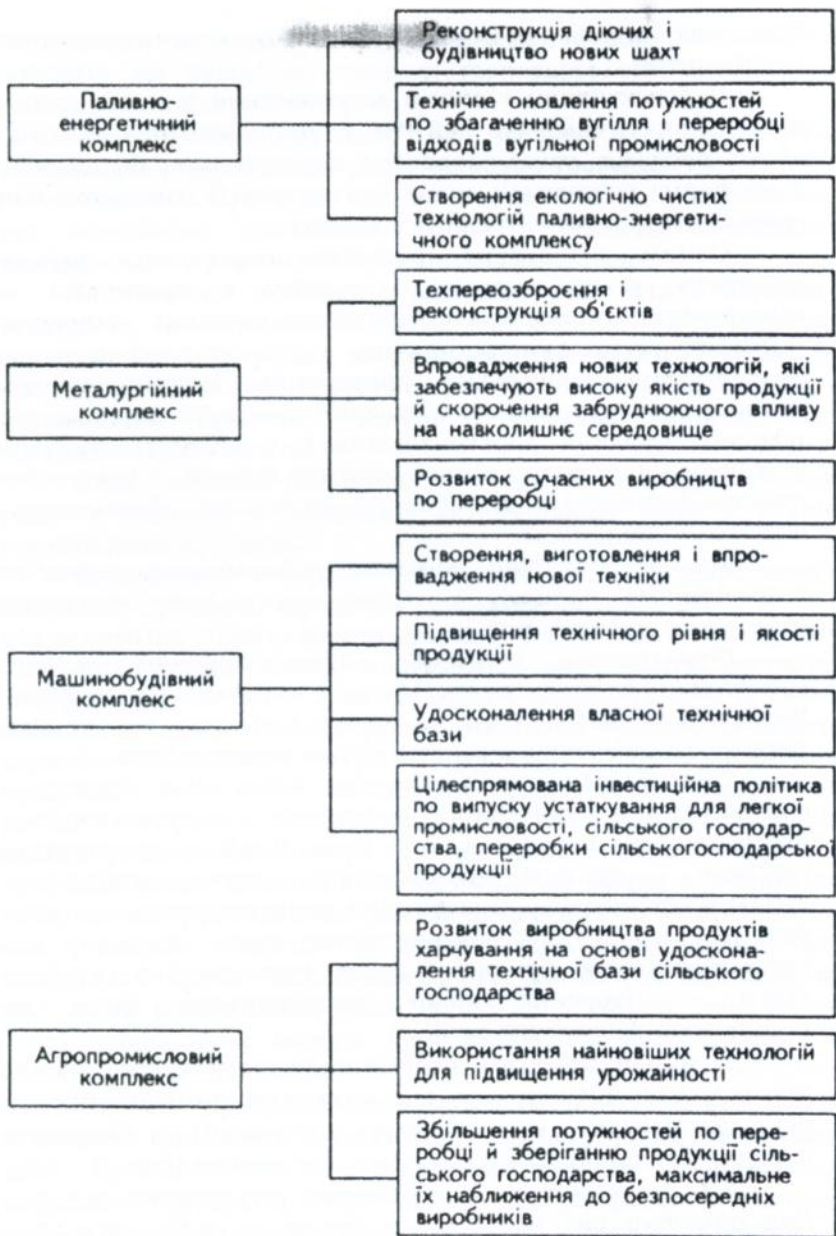 Реконструкція діючих і
будівництво нових шахт
Паливно-
енергетичний
комплекс
Технічне оновлення потужностей
по збагаченню вугілля і переробці
відходів вугільної промисловості
Створення екологічно чистих
технологій паливно-энергети-
чного комплексу
Техпереозброєння і
реконструкція об'єктів
Металургійний
комплекс
Впровадження нових технологій, які
забезпечують високу якість продукції
й скорочення забруднюючого впливу
на навколишнє середовище
Розвиток сучасних виробництв
по переробці
Створення, виготовлення і впро-
вадження нової техніки
Підвищення технічного рівня і якості
продукції
Машинобудівний
комплекс
Удосконалення власної технічної
бази
Цілеспрямована інвестиційна політика
по випуску устаткування для легкої
промисловості, сільського господар-
ства, переробки сільськогосподарської
продукції
Розвиток виробництва продуктів
харчування на основі удоскона-
лення технічної бази сільського
господарства
Агропромисловий
комплекс
Використання найновіших технологій
для підвищення урожайності
Збільшення потужностей по пере-
робці й зберіганню продукції сіль-
ського господарства, максимальне
їх наближення до безпосередніх
виробників